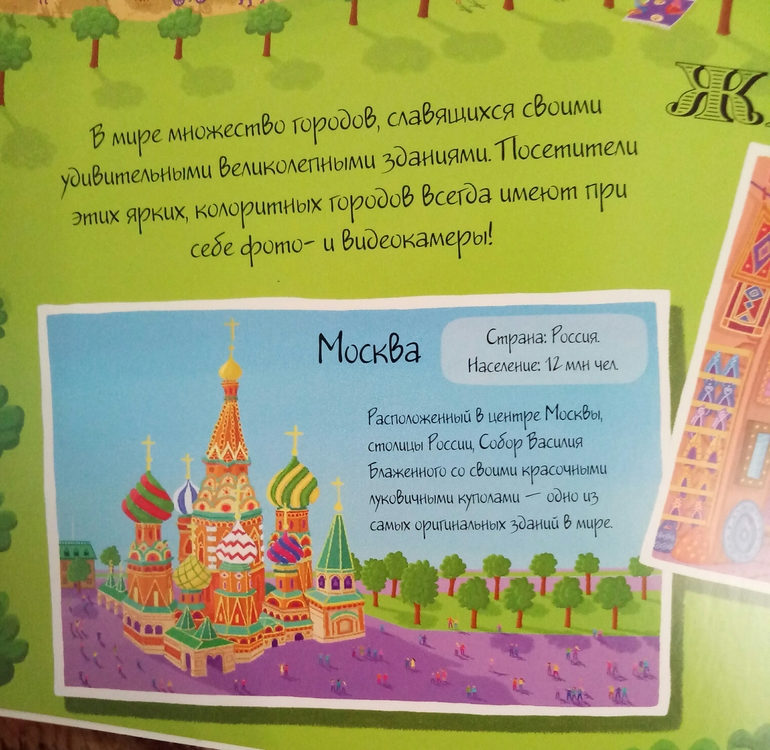 В мире множество городов, славящихся своими
удивительными великолепными зданиями. Посетители
этих ярких, колоритных городов всегда имеют при
себе фото- и видеокамеры!
Ж
Москва
Страна: Россия.
Население: 12 млн чел.
Расположенный в центре Москвы,
столицы России, Собор Василия
Блаженного со своими красочными
луковичными куполами — одно из
самых оригинальных зданий в мире.